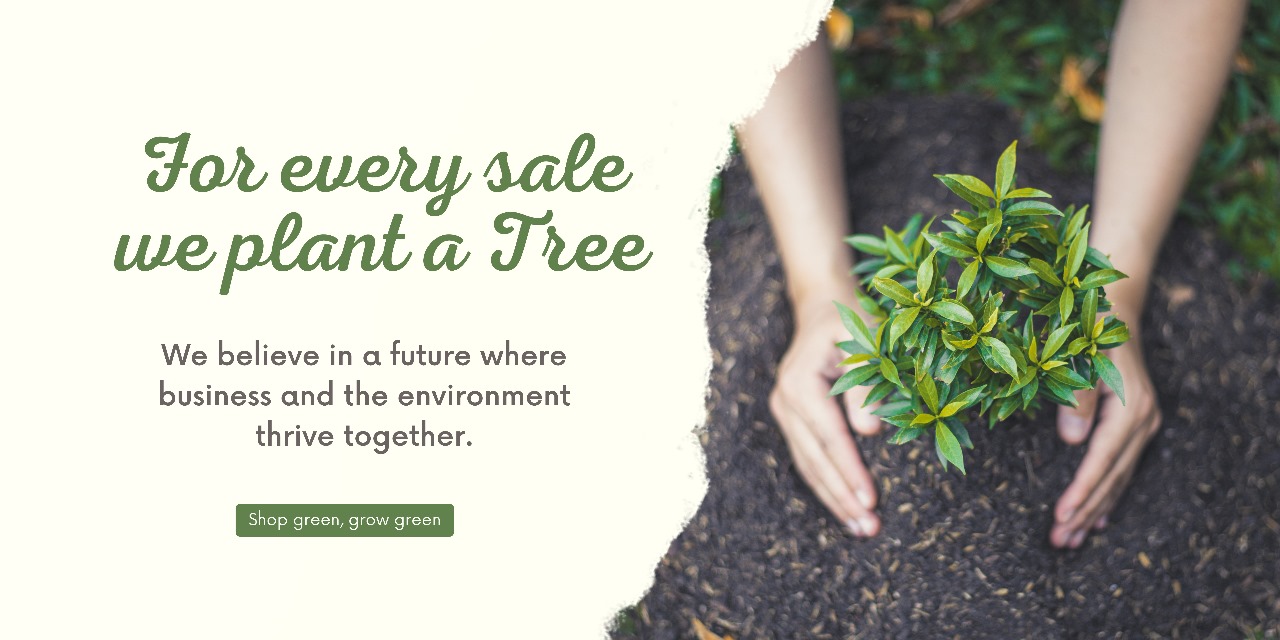 For every sale
we plant a Tree
We believe in a future where
business and the environment
thrive together.
Shop green, grow green